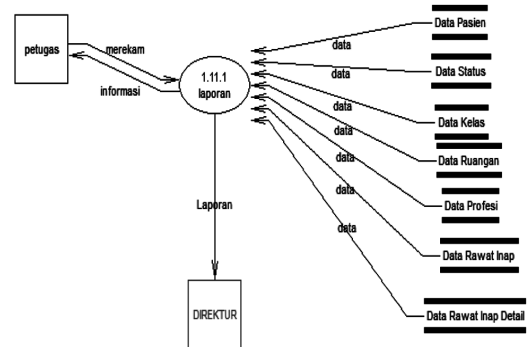 petugas
merekam
informasi
1.11.1
laporan
Laporan
DIREKTUR
data
Data Pasien
data
Data Status
data
Data Kelas
data
Data Ruangan
data
Data Profesi
data
Data Rawat Inap
data
Data Rawat Inap Detail